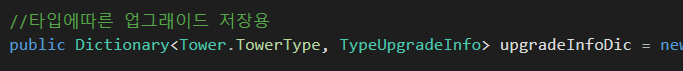 //타입에따른 업그래이드 저장용
public Dictionary<Tower.TowerType, TypeUpgradeInfo> upgradeInfoDic = new